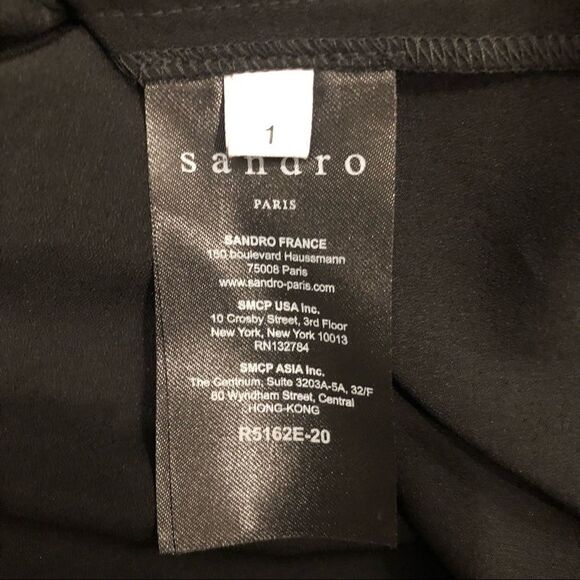 1
sandro
PARIS
SANDRO FRANCE
150 boulevard Haussmann
75008 Paris
www.sandro-paris.com
SMCP USA Inc.
10 Crosby Street, 3rd Floor
New York, New York 10013
RN132784
SMCP ASIA Inc.
The Centrium, Suite 3203A-5A, 32/F
60 Wyndham Street, Central
HONG-KONG
R5162E-20